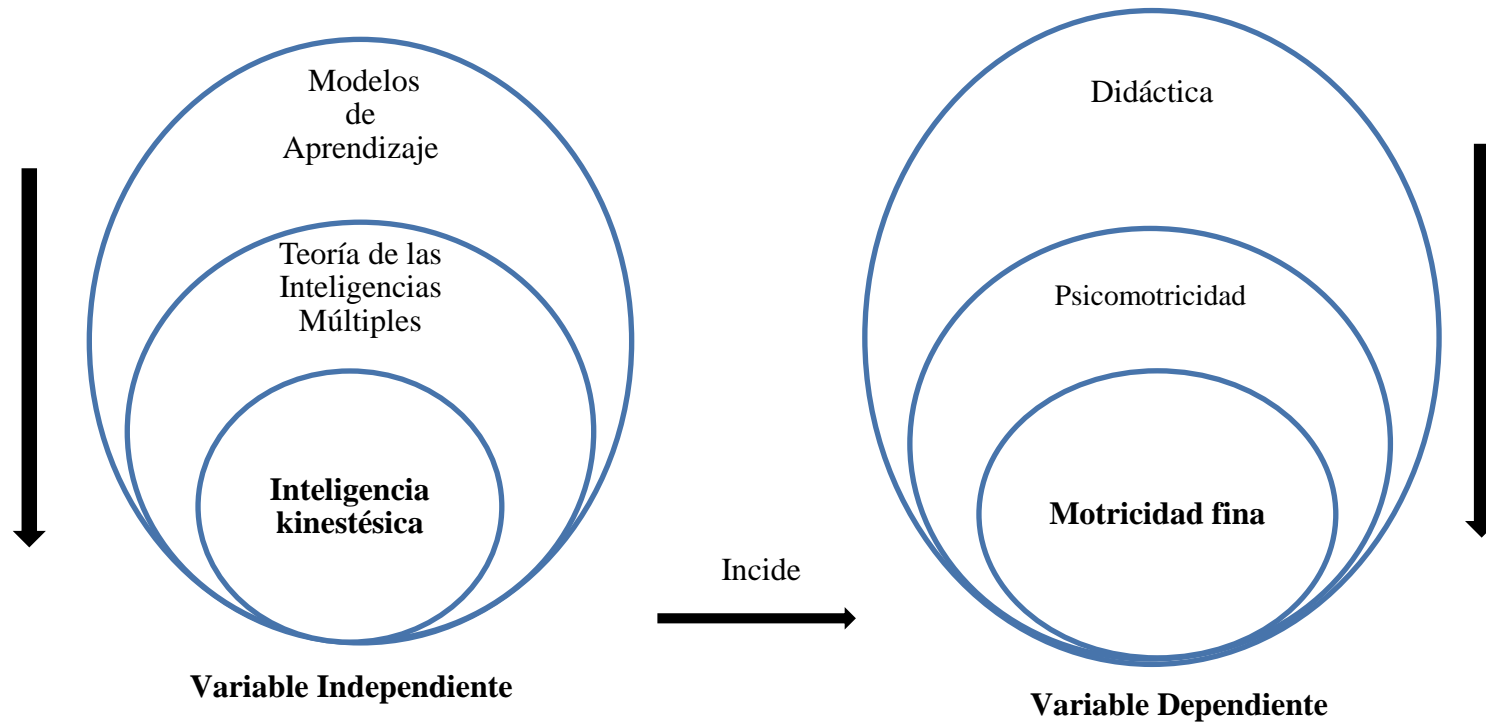 Modelos
de
Aprendizaje
Teoría de las
Inteligencias
Múltiples
Inteligencia
kinestésica
Variable Independiente
Incide
Didáctica
Psicomotricidad
Motricidad fina
Variable Dependiente